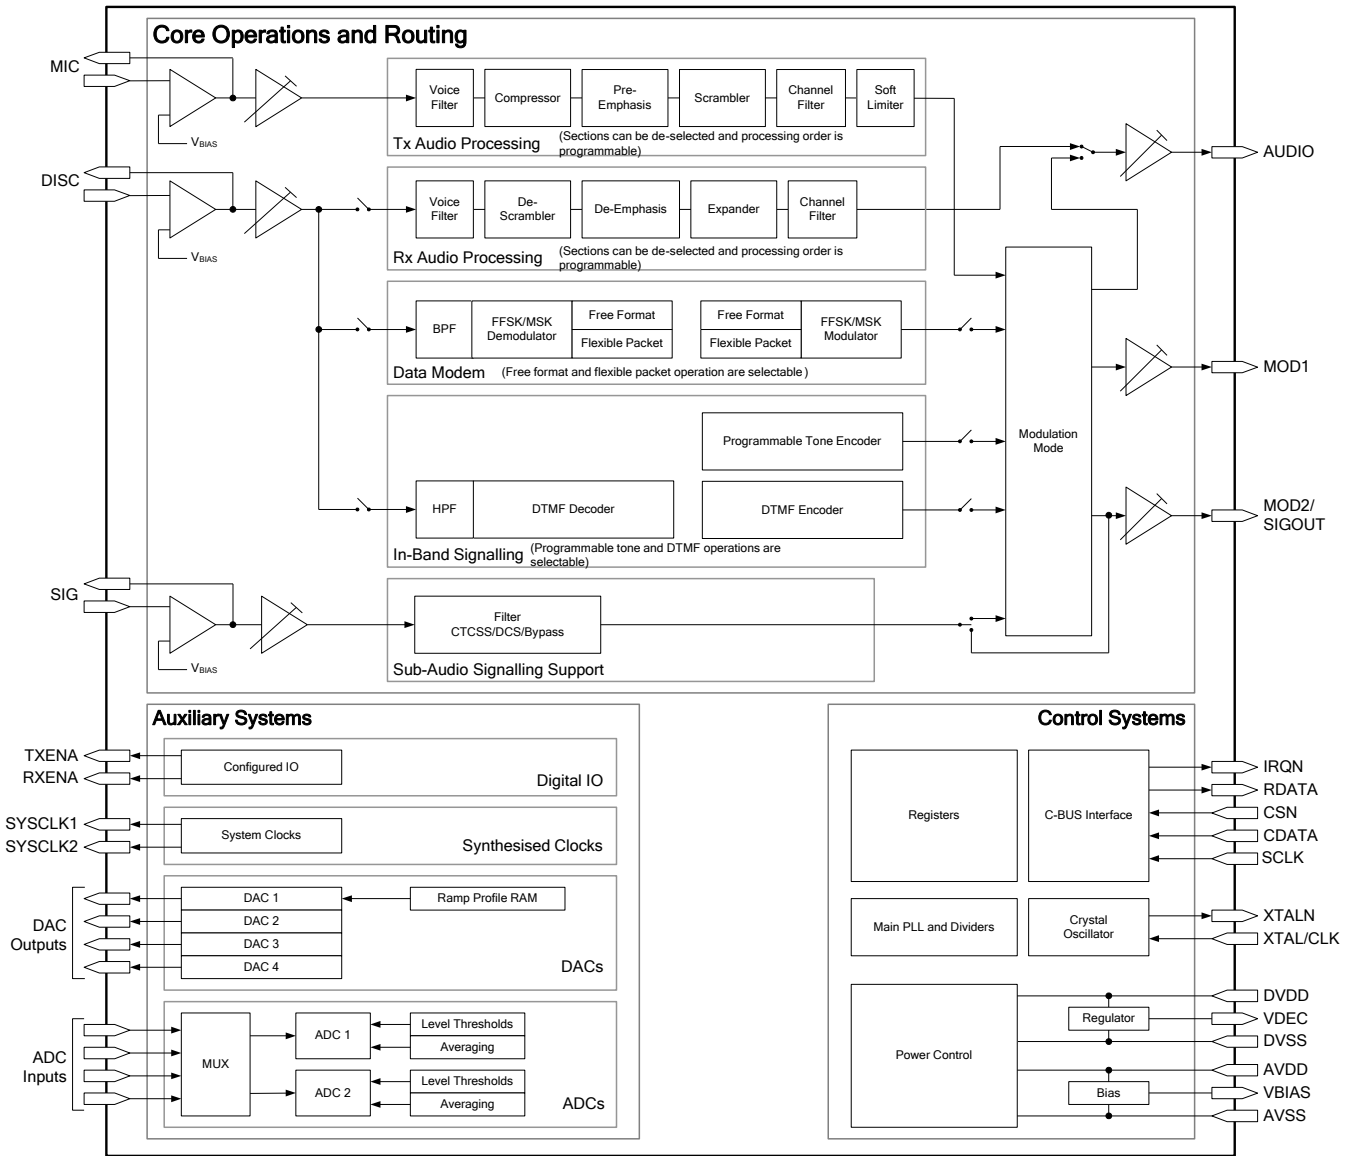 Core Operations and Routing
MIC
VBIAS
Voice
Filter
Compressor
Pre-
Emphasis
Scrambler
Channel
Filter
Soft
Limiter
Tx Audio Processing
(Sections can be de-selected and processing order is
programmable)
AUDIO
DISC
VBIAS
Voice
Filter
De-
Scrambler
De-Emphasis
Expander
Channel
Filter
Rx Audio Processing
(Sections can be de-selected and processing order is
programmable)
BPF
FFSK/MSK
Demodulator
Free Format
Flexible Packet
Free Format
Flexible Packet
FFSK/MSK
Modulator
Data Modem
(Free format and flexible packet operation are selectable)
MOD1
Programmable Tone Encoder
Modulation
Mode
HPF
DTMF Decoder
DTMF Encoder
In-Band Signalling
(Programmable tone and DTMF operations are
selectable)
MOD2/
SIGOUT
SIG
VBIAS
Filter
CTCSS/DCS/Bypass
Sub-Audio Signalling Support
Auxiliary Systems
TXENA
RXENA
Configured IO
Digital IO
SYSCLK1
SYSCLK2
System Clocks
Synthesised Clocks
DAC
Outputs
DAC 1
DAC 2
DAC 3
DAC 4
Ramp Profile RAM
DACs
ADC
Inputs
MUX
ADC 1
Level Thresholds
Averaging
ADC 2
Level Thresholds
Averaging
ADCs
Control Systems
Registers
C-BUS Interface
IRQN
RDATA
CSN
CDATA
SCLK
Main PLL and Dividers
Crystal
Oscillator
XTALN
XTAL/CLK
Power Control
Regulator
Bias
DVDD
VDEC
DVSS
AVDD
VBIAS
AVSS